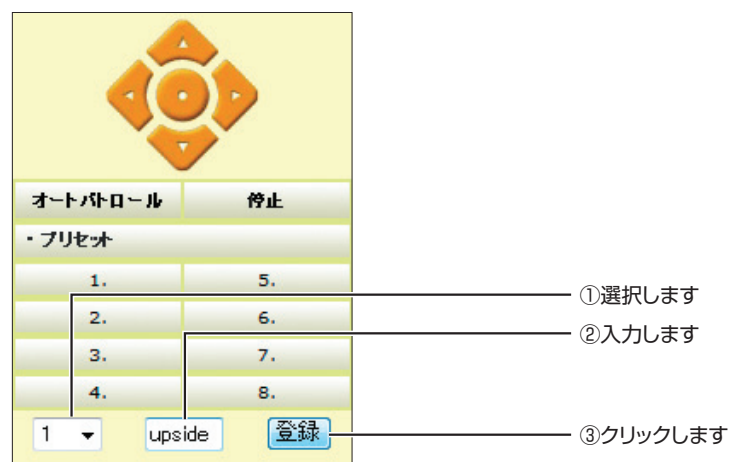 オートパトロール 停止
・プリセット
1. 5.
2. 6.
3. 7.
4. 8.
1 upside 登録
①選択します
②入力します
③クリックします